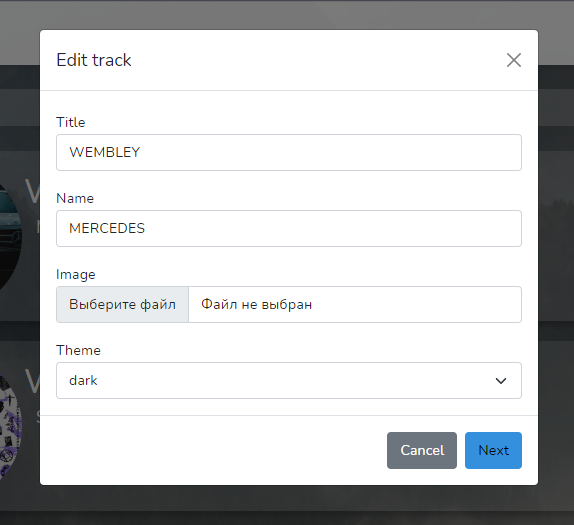 Edit track
Title
WEMBLEY
Name
MERCEDES
Image
Выберите файл Файл не выбран
Theme
dark
Cancel Next